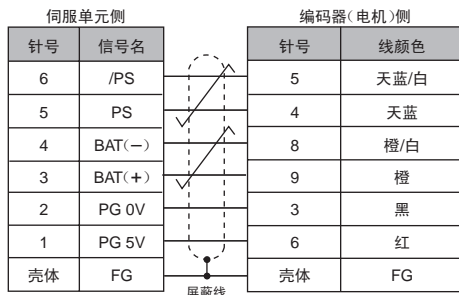 伺服单元侧 编码器(电机)侧
针号 信号名 针号 线颜色
6 /PS 5 天蓝/白
5 PS 4 天蓝
4 BAT(−) 8 橙/白
3 BAT(+) 9 橙
2 PG 0V 3 黑
1 PG 5V 6 红
壳体 FG 壳体 FG
屏蔽线